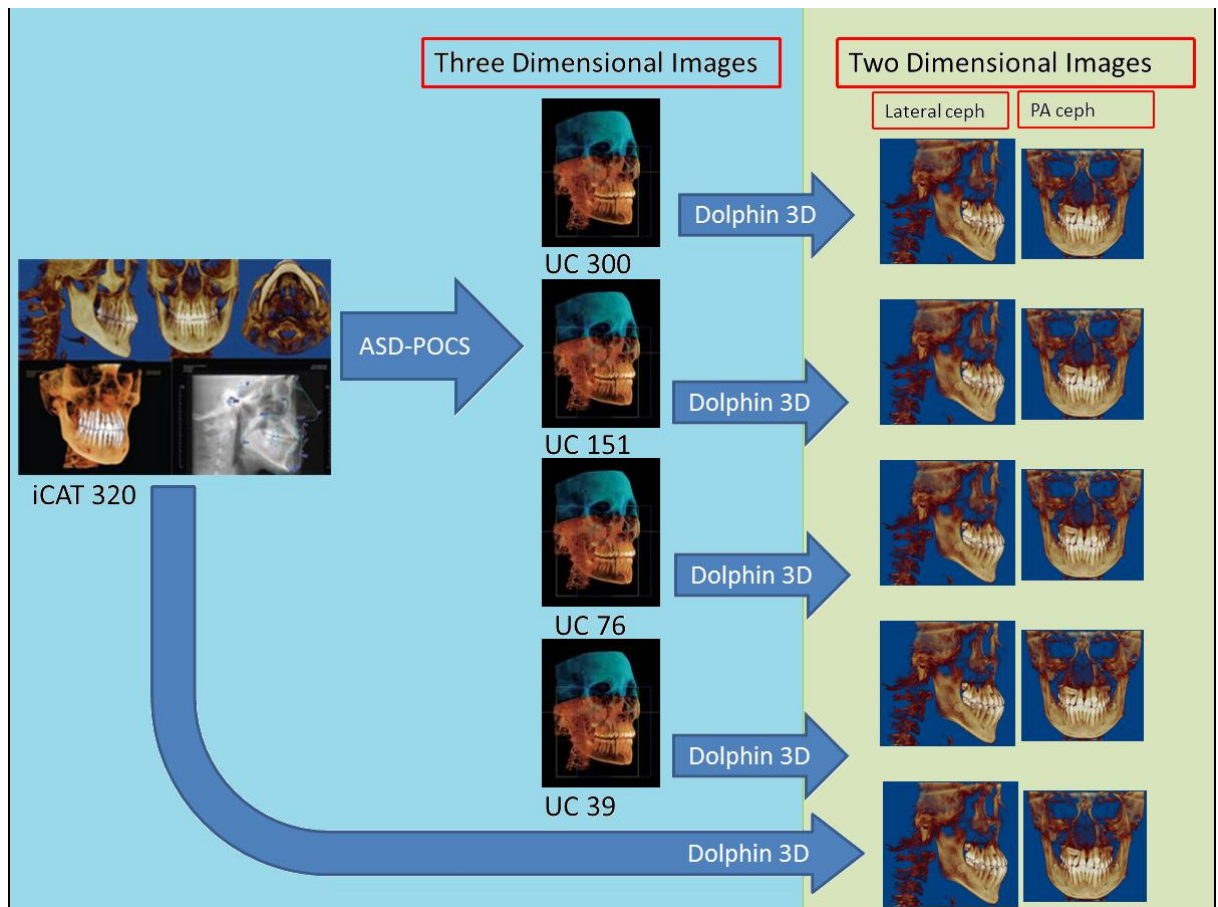 Three Dimensional Images
Two Dimensional Images
Lateral ceph
PA ceph
Dolphin 3D
UC 300
ASD-POCS
Dolphin 3D
UC 151
iCAT 320
Dolphin 3D
UC 76
Dolphin 3D
UC 39
Dolphin 3D